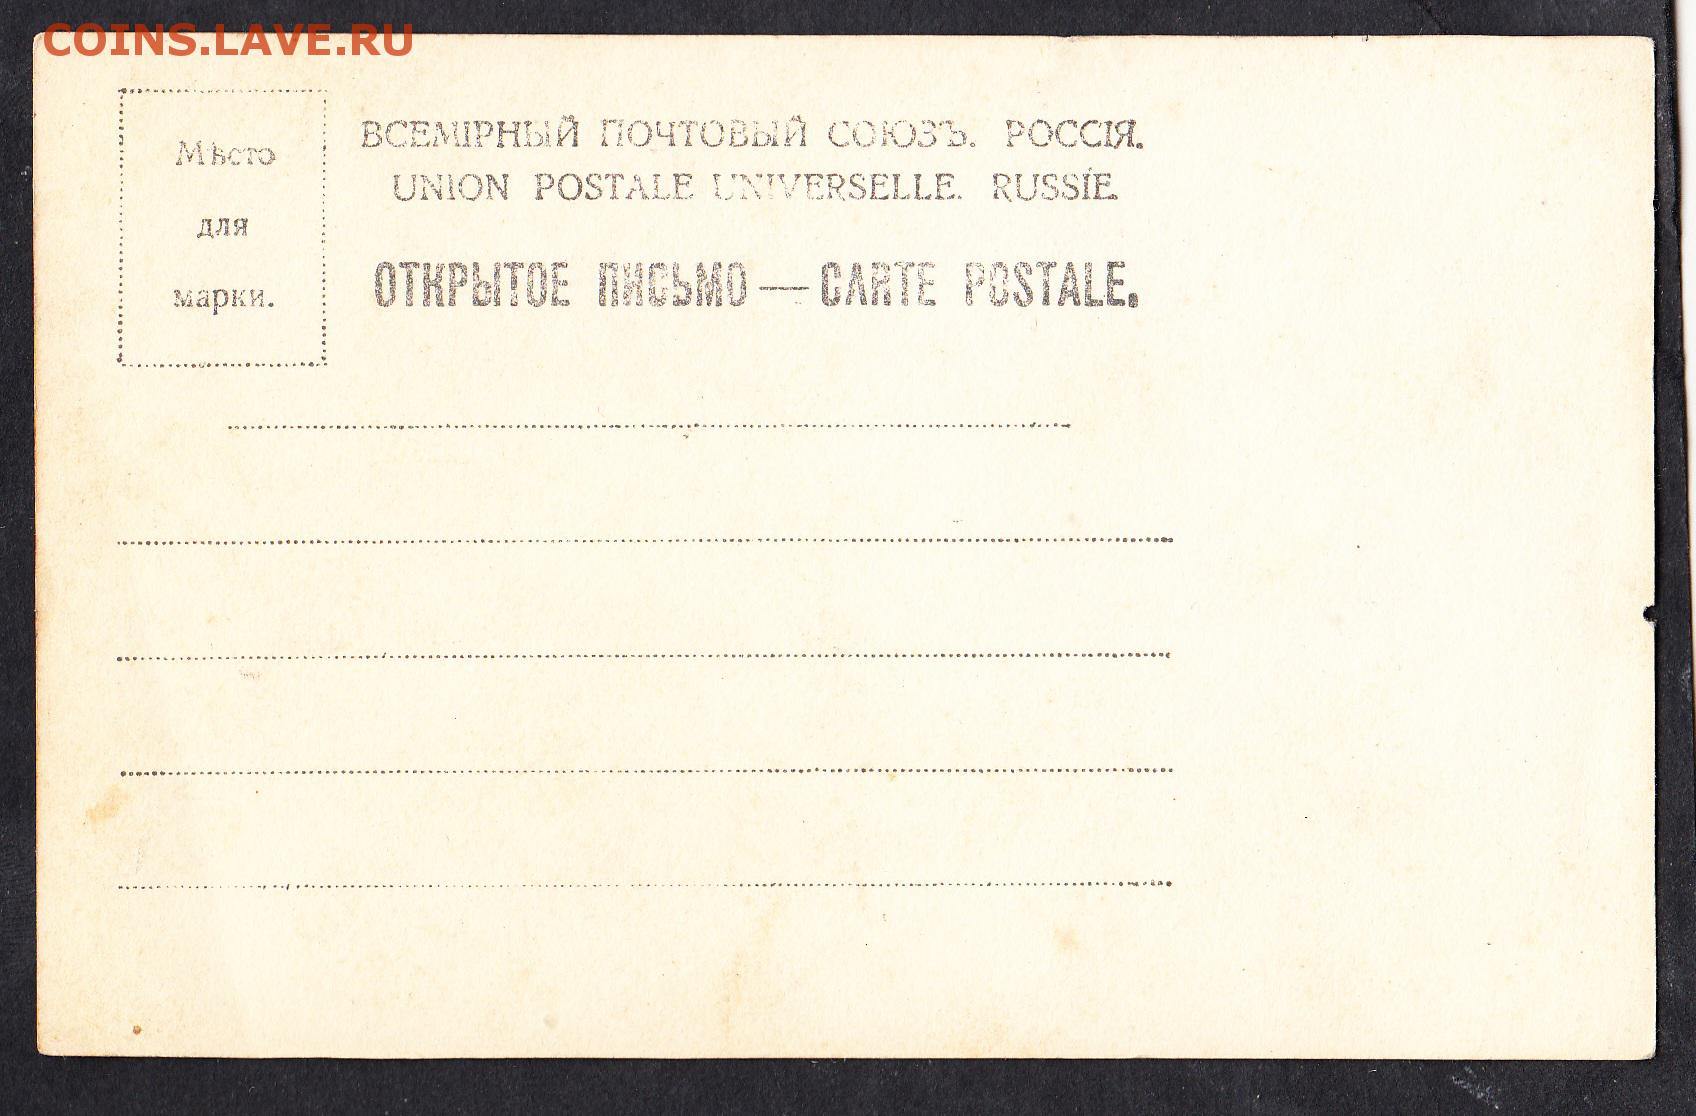 COINS.LAVE.RU
Мѣсто
для
марки.
ВСЕМІРНЫЙ ПОЧТОВЫЙ СОЮЗЪ. РОССІЯ.
UNION POSTALE UNIVERSELLE. RUSSIE.
ОТКРЫТОЕ ПИСЬМО — CARTE POSTALE.